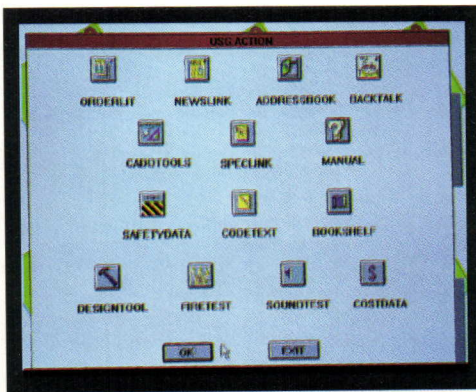 USG ACTION
ORDERLIT NEWSLINK ADDRESSBOOK BACKTALK
CADDTOOLS SPECLINK MANUAL
SAFETYDATA CODETEXT BOOKSHELF
DESIGNTOOL FIRETEST SOUNDTEST COSTDATA
OK EXIT